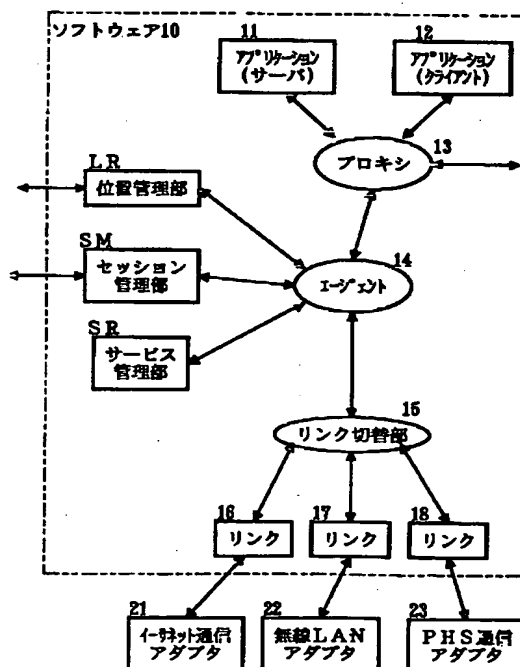 ソフトウェア10
11
アプリケーション
(サーバ)
12
アプリケーション
(クライアント)
13
プロキシ
LR
位置管理部
SM
セッション
管理部
14
エージェント
SR
サービス
管理部
15
リンク切替部
16
リンク
17
リンク
18
リンク
21
イーサネット通信
アダプタ
22
無線LAN
アダプタ
23
PHS通信
アダプタ